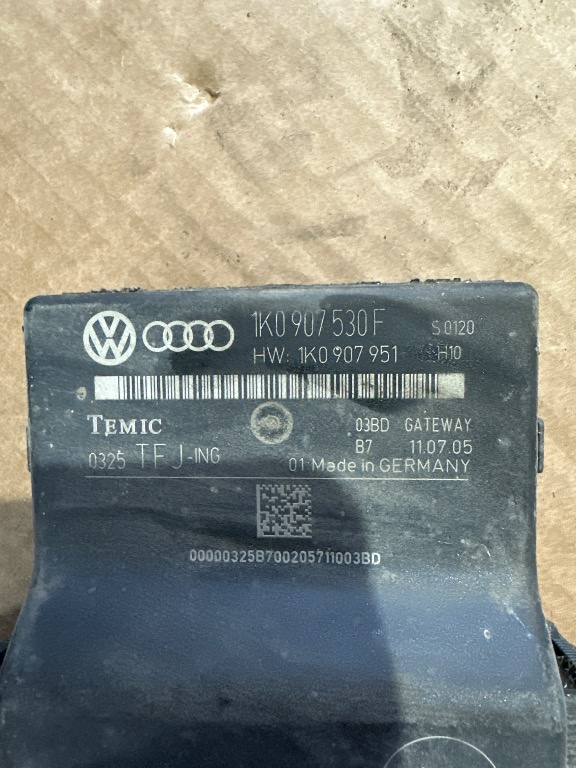 1K0 907 530 F S 0120
HW: 1K0 907 951 H10
TEMIC 03BD GATEWAY
B7 11.07.05
0325 TFJ-ING 01 Made in GERMANY
00000325B700205711003BD